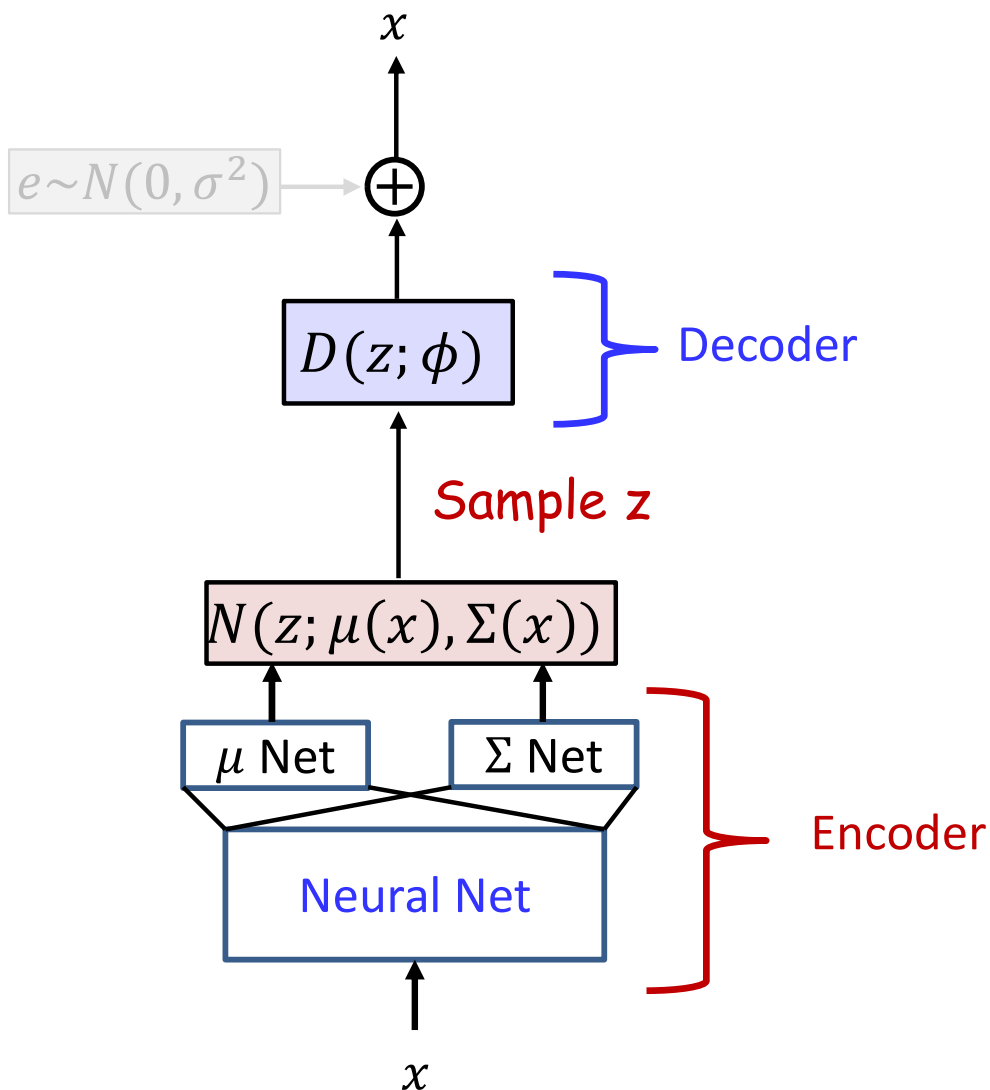 x
e~N(0, σ²)
+
D(z; ϕ)
Decoder
Sample z
N(z; μ(x), Σ(x))
μ Net
Σ Net
Encoder
Neural Net
x